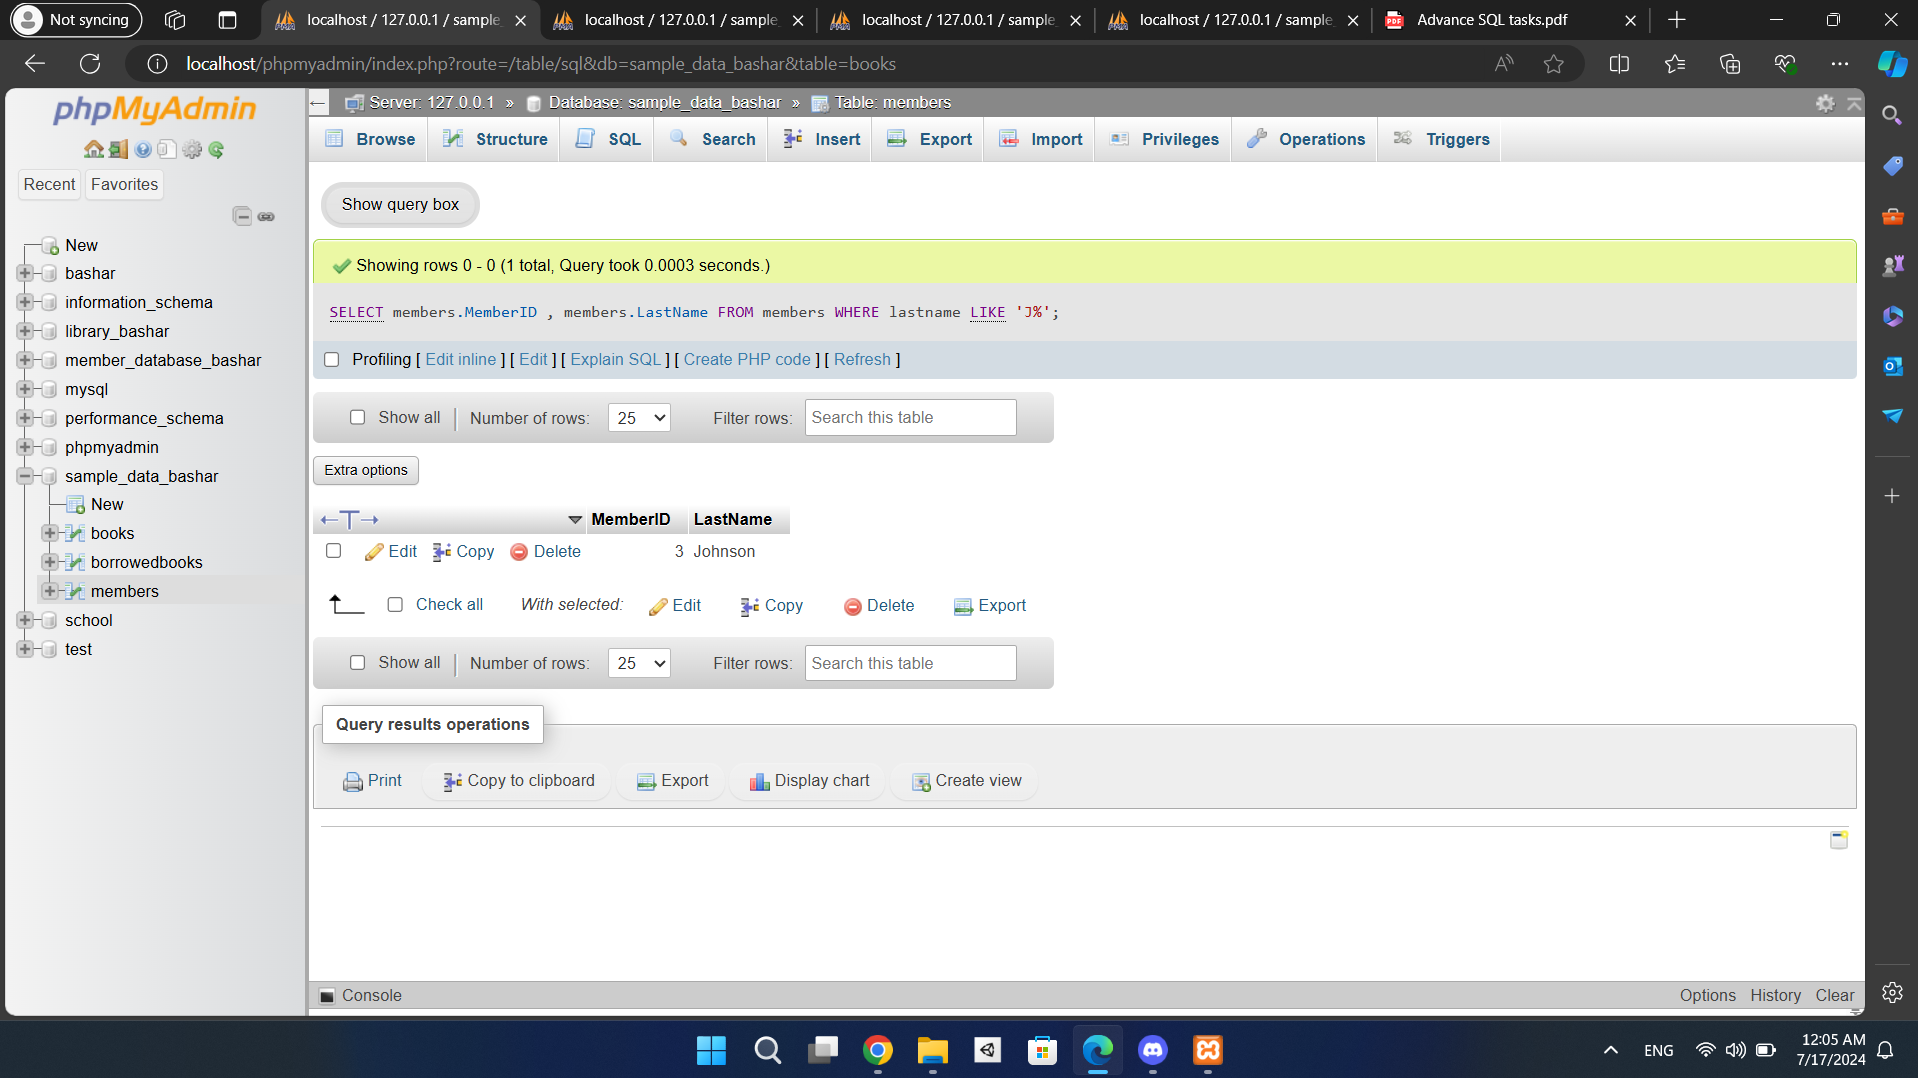 Not syncing
localhost / 127.0.0.1 / sample_
localhost / 127.0.0.1 / sample_
localhost / 127.0.0.1 / sample_
localhost / 127.0.0.1 / sample_
Advance SQL tasks.pdf
localhost/phpmyadmin/index.php?route=/table/sql&db=sample_data_bashar&table=books
phpMyAdmin
Recent
Favorites
New
bashar
information_schema
library_bashar
member_database_bashar
mysql
performance_schema
phpmyadmin
sample_data_bashar
New
books
borrowedbooks
members
school
test
Server: 127.0.0.1 » Database: sample_data_bashar » Table: members
Browse Structure SQL Search Insert Export Import Privileges Operations Triggers
Show query box
Showing rows 0 - 0 (1 total, Query took 0.0003 seconds.)
SELECT members.MemberID , members.LastName FROM members WHERE lastname LIKE 'J%';
Profiling [ Edit inline ] [ Edit ] [ Explain SQL ] [ Create PHP code ] [ Refresh ]
Show all Number of rows: 25 Filter rows: Search this table
Extra options
←T→ MemberID LastName
Edit Copy Delete 3 Johnson
Check all With selected: Edit Copy Delete Export
Show all Number of rows: 25 Filter rows: Search this table
Query results operations
Print Copy to clipboard Export Display chart Create view
Console
Options History Clear
ENG
12:05 AM
7/17/2024